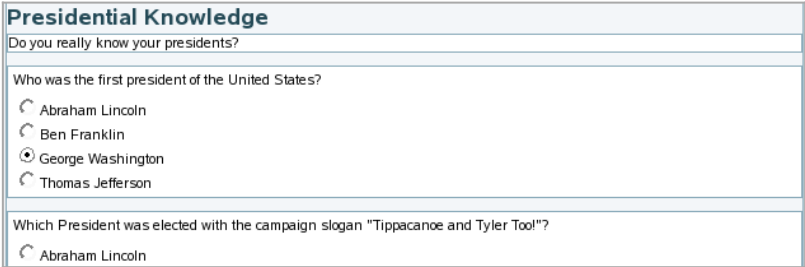 Presidential Knowledge
Do you really know your presidents?
Who was the first president of the United States?
Abraham Lincoln
Ben Franklin
George Washington
Thomas Jefferson
Which President was elected with the campaign slogan "Tippacanoe and Tyler Too!"?
Abraham Lincoln